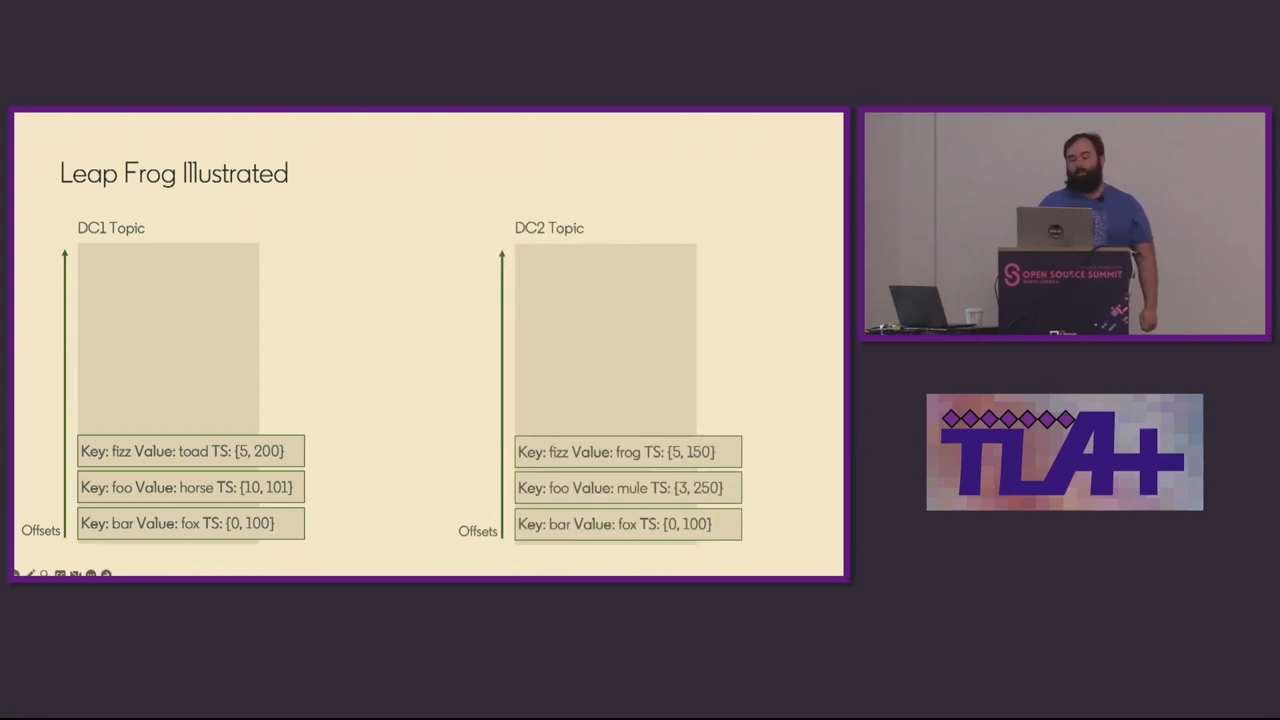 Leap Frog Illustrated
DC1 Topic
Key: fizz Value: toad TS: {5, 200}
Key: foo Value: horse TS: {10, 101}
Key: bar Value: fox TS: {0, 100}
Offsets
DC2 Topic
Key: fizz Value: frog TS: {5, 150}
Key: foo Value: mule TS: {3, 250}
Key: bar Value: fox TS: {0, 100}
Offsets
OPEN SOURCE SUMMIT
NORTH AMERICA
TLA+